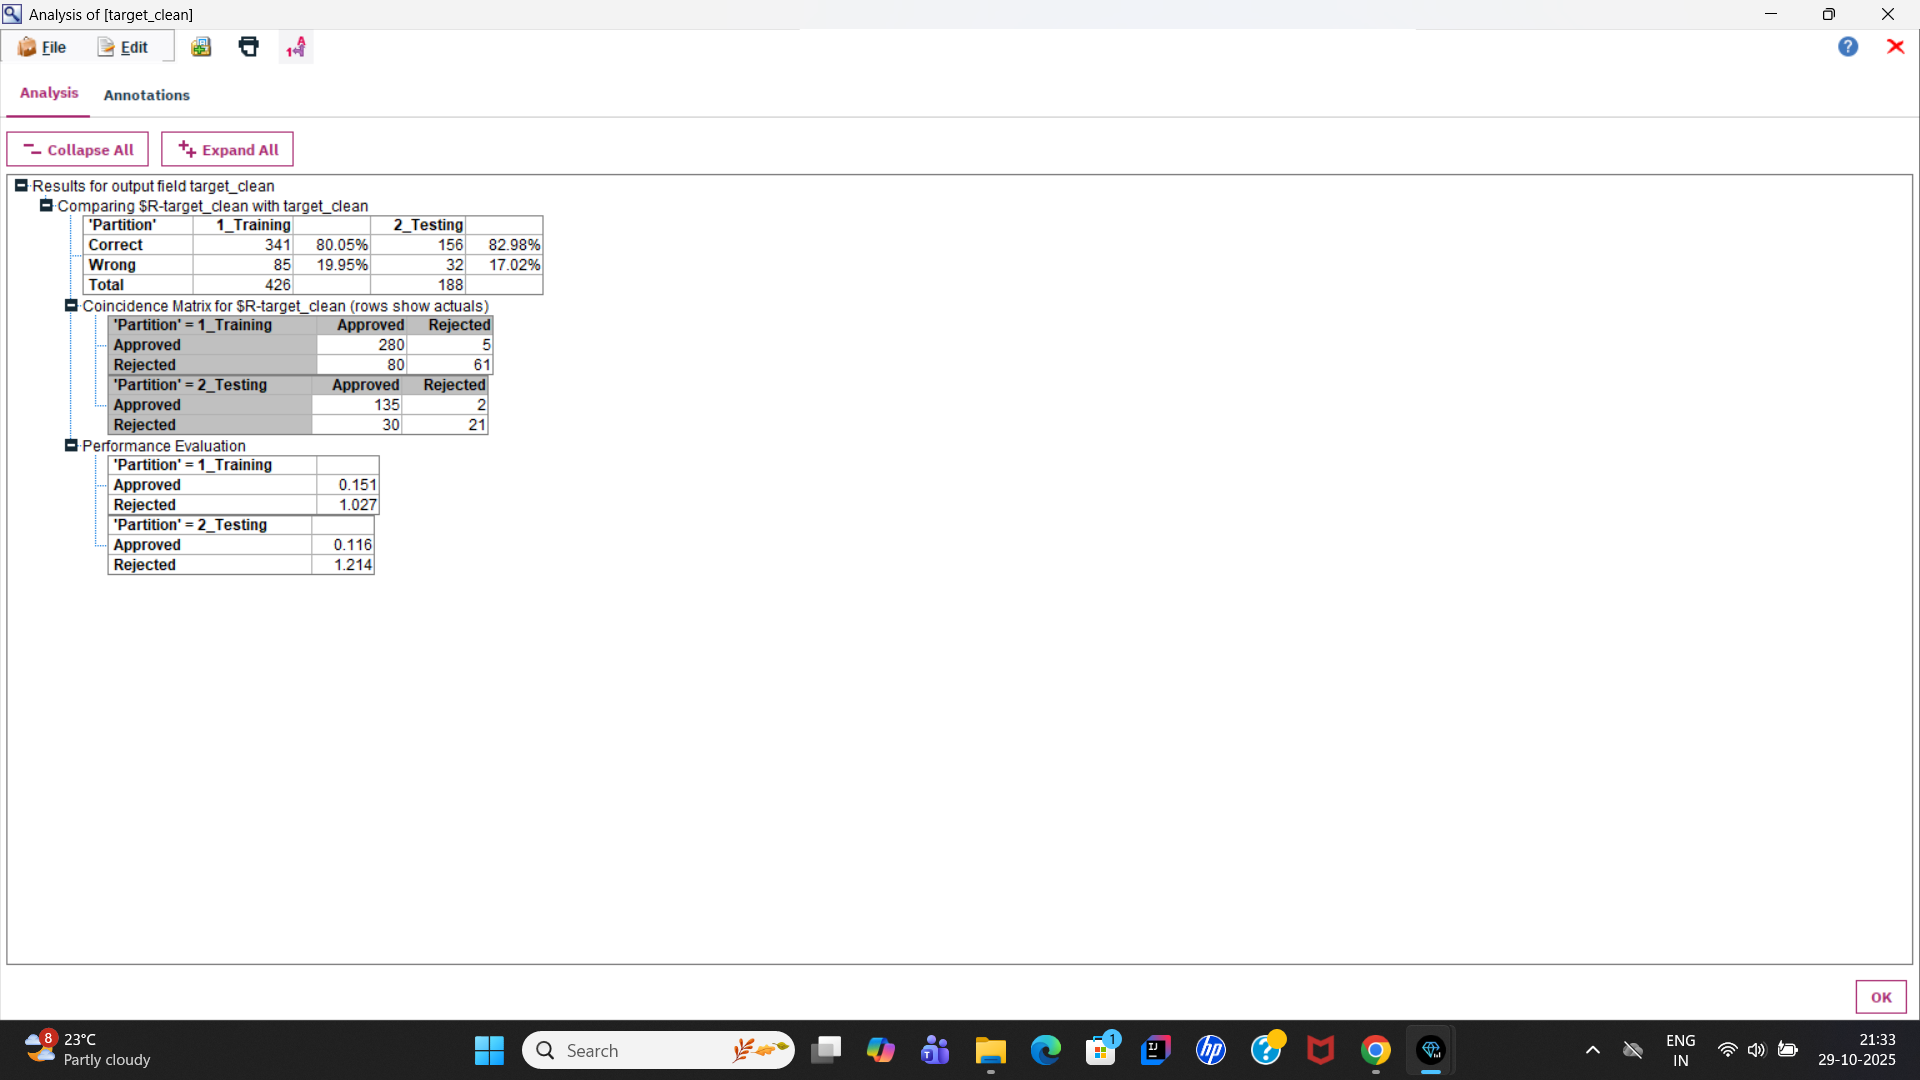 Analysis of [target_clean]
File Edit
Analysis Annotations
Collapse All Expand All
Results for output field target_clean
Comparing $R-target_clean with target_clean
'Partition' 1_Training 2_Testing
Correct 341 80.05% 156 82.98%
Wrong 85 19.95% 32 17.02%
Total 426 188
Coincidence Matrix for $R-target_clean (rows show actuals)
'Partition' = 1_Training Approved Rejected
Approved 280 5
Rejected 80 61
'Partition' = 2_Testing Approved Rejected
Approved 135 2
Rejected 30 21
Performance Evaluation
'Partition' = 1_Training
Approved 0.151
Rejected 1.027
'Partition' = 2_Testing
Approved 0.116
Rejected 1.214
OK
8 23°C
Partly cloudy
Search
1
ENG
IN
21:33
29-10-2025